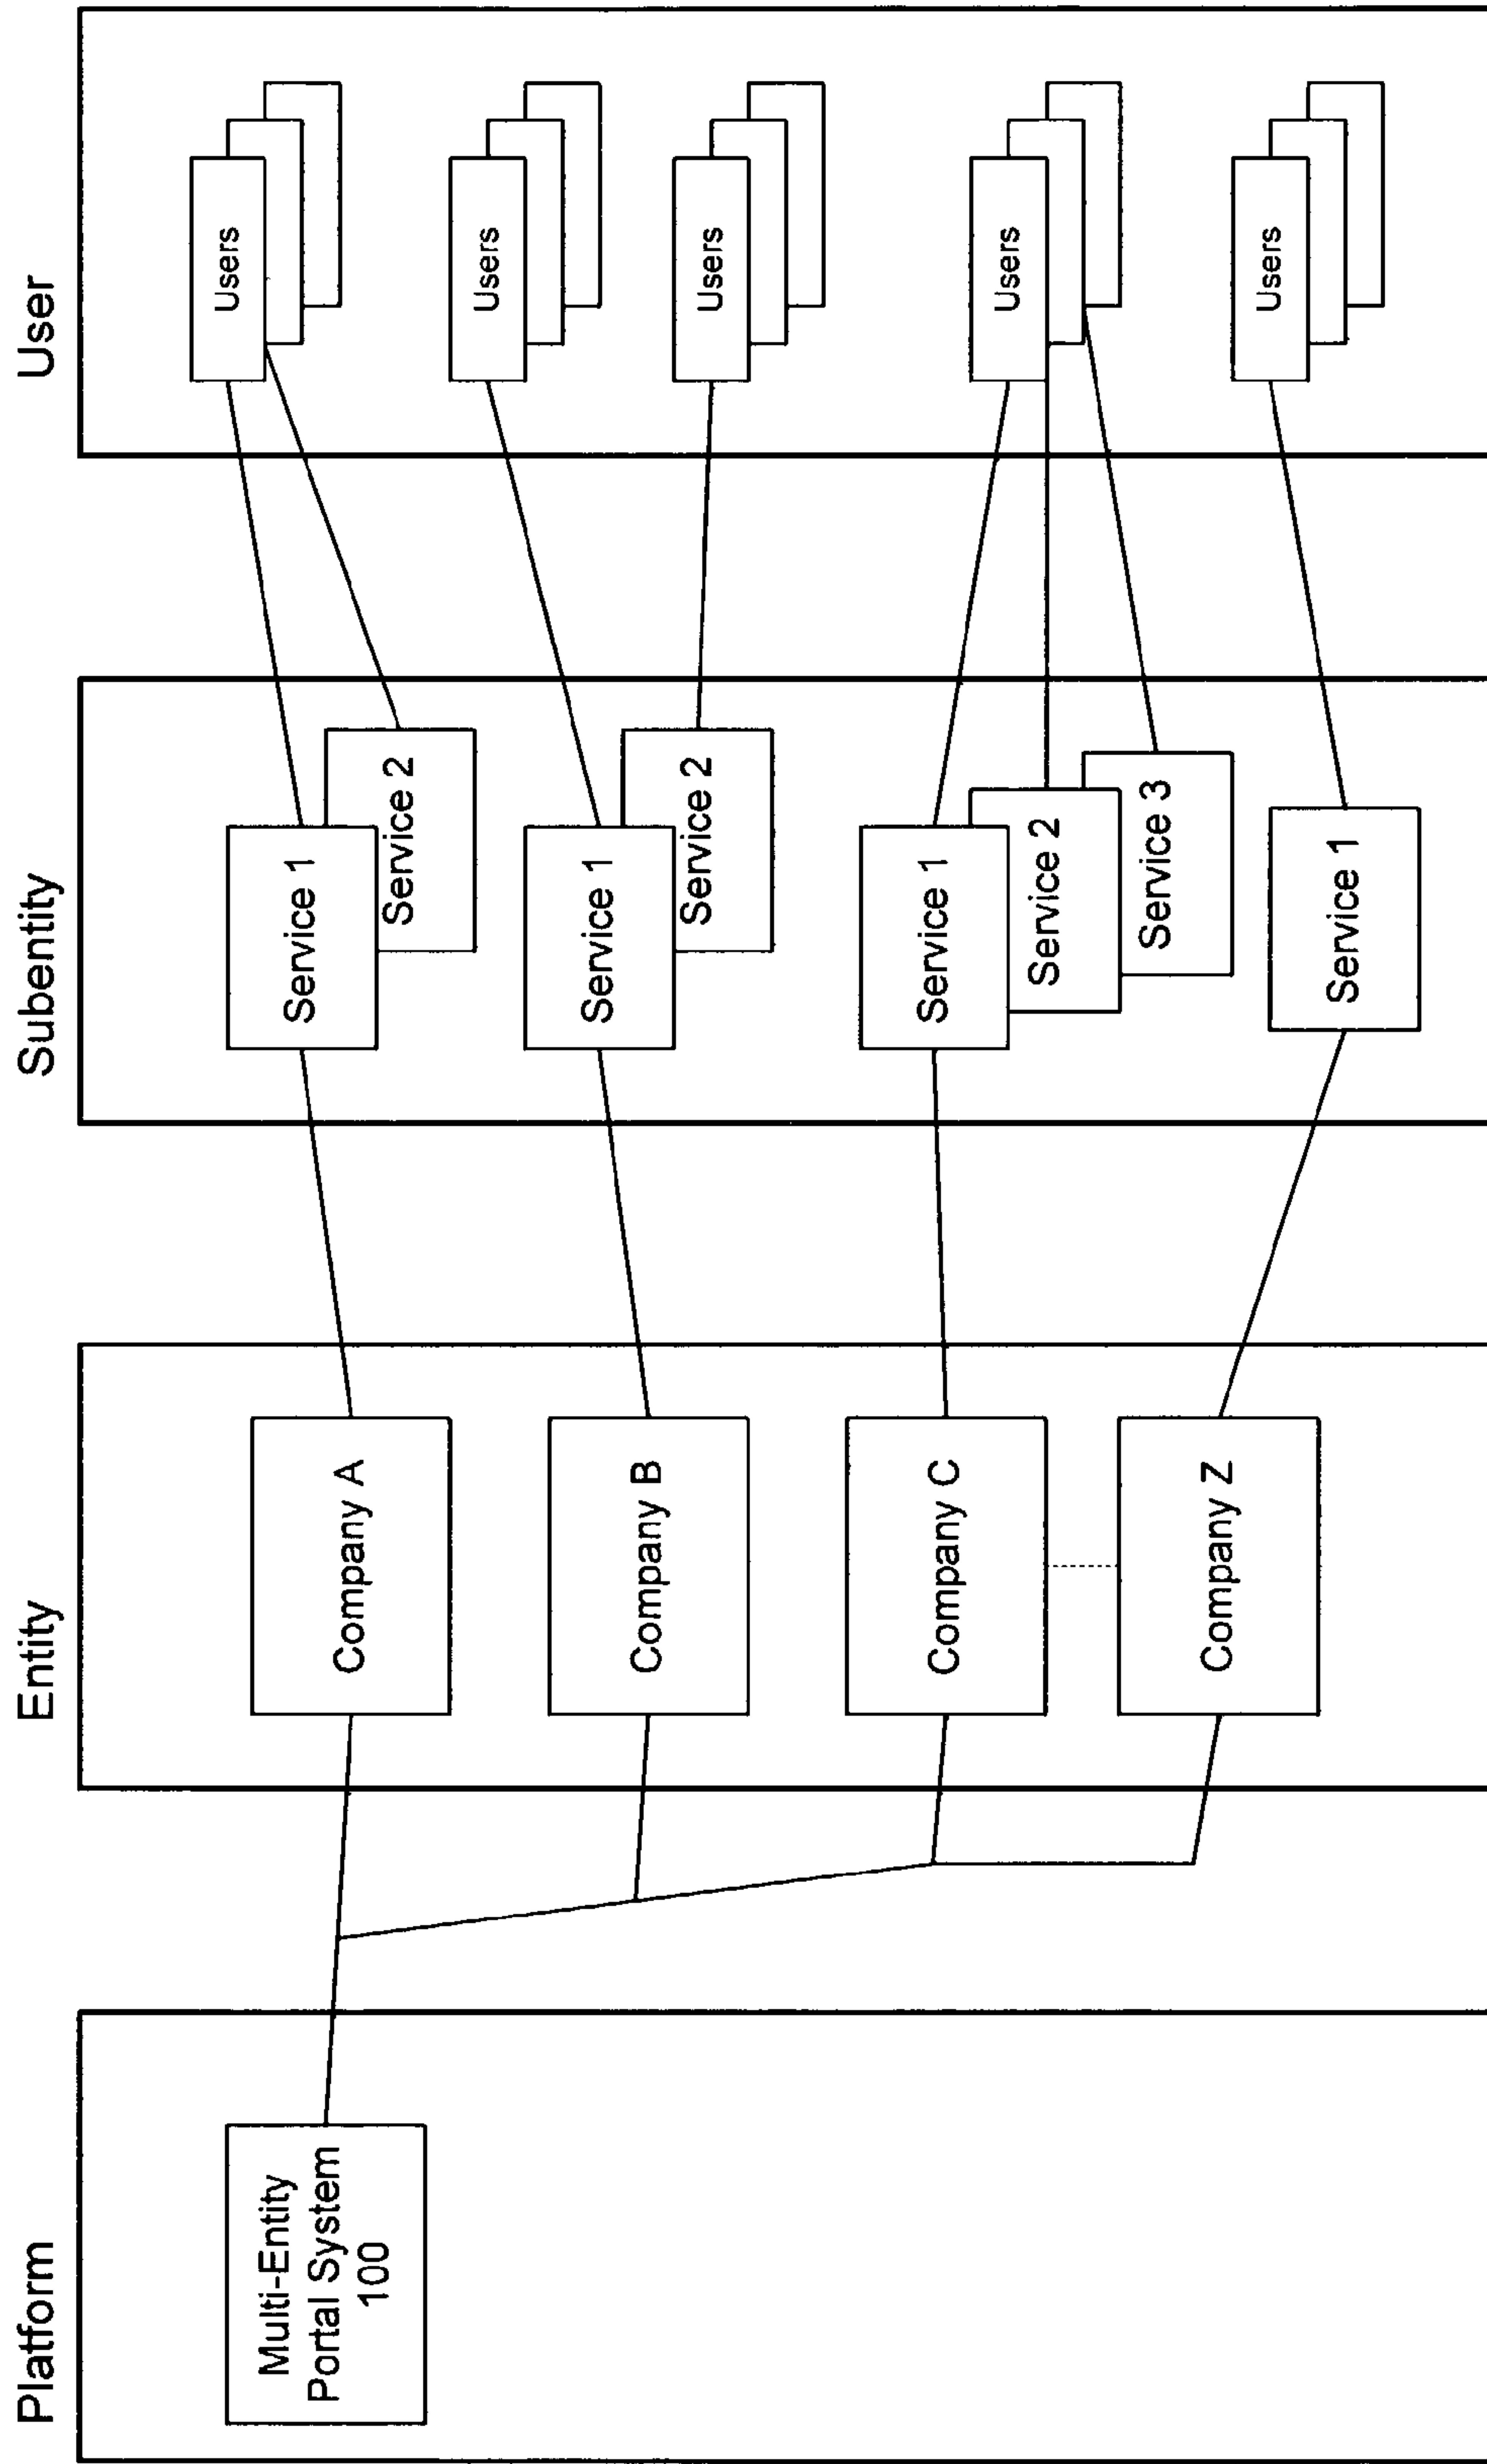 Platform
Entity
Subentity
User
Multi-Entity
Portal System
100
Company A
Company B
Company C
Company Z
Service 1
Service 2
Service 1
Service 2
Service 1
Service 2
Service 3
Service 1
Users
Users
Users
Users
Users